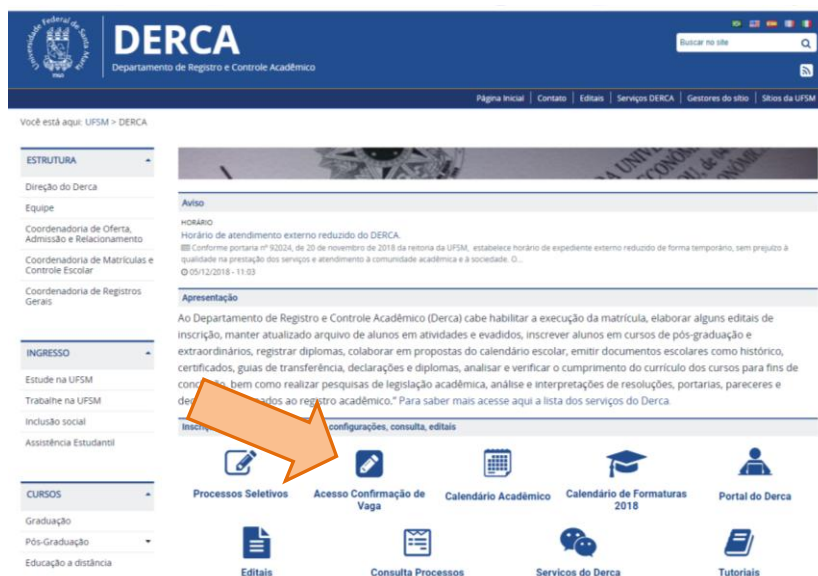 Universidade Federal de Santa Maria
1960
DERCA
Departamento de Registro e Controle Acadêmico
Buscar no site
Página Inicial | Contato | Editais | Serviços DERCA | Gestores do sítio | Sítios da UFSM
Você está aqui: UFSM > DERCA
ESTRUTURA
Direção do Derca
Equipe
Coordenadoria de Oferta,
Admissão e Relacionamento
Coordenadoria de Matrículas e
Controle Escolar
Coordenadoria de Registros
Gerais
INGRESSO
Estude na UFSM
Trabalhe na UFSM
Inclusão social
Assistência Estudantil
CURSOS
Graduação
Pós-Graduação
Educação a distância
Aviso
HORÁRIO
Horário de atendimento externo reduzido do DERCA.
Conforme portaria nº 92024, de 20 de novembro de 2018 da reitoria da UFSM, estabelece horário de expediente externo reduzido de forma temporário, sem prejuízo à
qualidade na prestação dos serviços e atendimento à comunidade acadêmica e à sociedade. O...
05/12/2018 - 11:03
Apresentação
Ao Departamento de Registro e Controle Acadêmico (Derca) cabe habilitar a execução da matrícula, elaborar alguns editais de
inscrição, manter atualizado arquivo de alunos em atividades e evadidos, inscrever alunos em cursos de pós-graduação e
extraordinários, registrar diplomas, colaborar em propostas do calendário escolar, emitir documentos escolares como histórico,
certificados, guias de transferência, declarações e diplomas, analisar e verificar o cumprimento do currículo dos cursos para fins de
conclusão, bem como realizar pesquisas de legislação acadêmica, análise e interpretações de resoluções, portarias, pareceres e
ao registro acadêmico." Para saber mais acesse aqui a lista dos serviços do Derca
configurações, consulta, editais
Processos Seletivos
Acesso Confirmação de
Vaga
Calendário Acadêmico
Calendário de Formaturas
2018
Portal do Derca
Editais
Consulta Processos
Serviços do Derca
Tutoriais